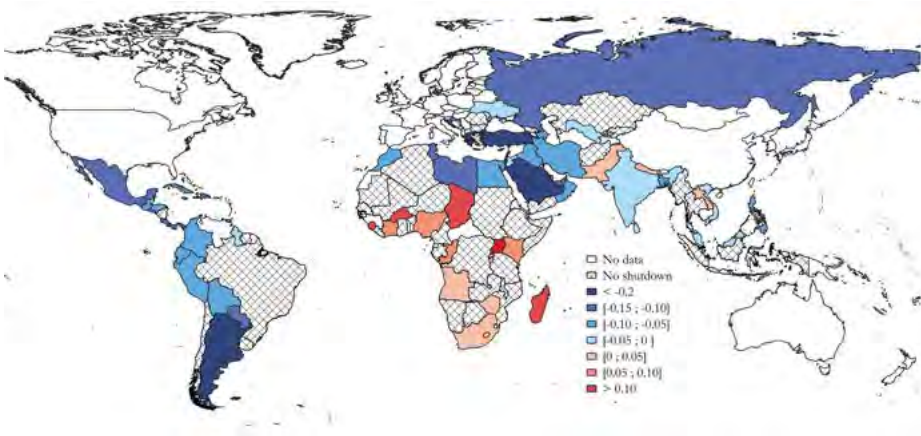 No data
No shutdown
< -0.2
[-0.15 ; -0.10]
[-0.10 ; -0.05]
[-0.05 ; 0 ]
[0 ; 0.05]
[0.05 ; 0.10]
> 0.10